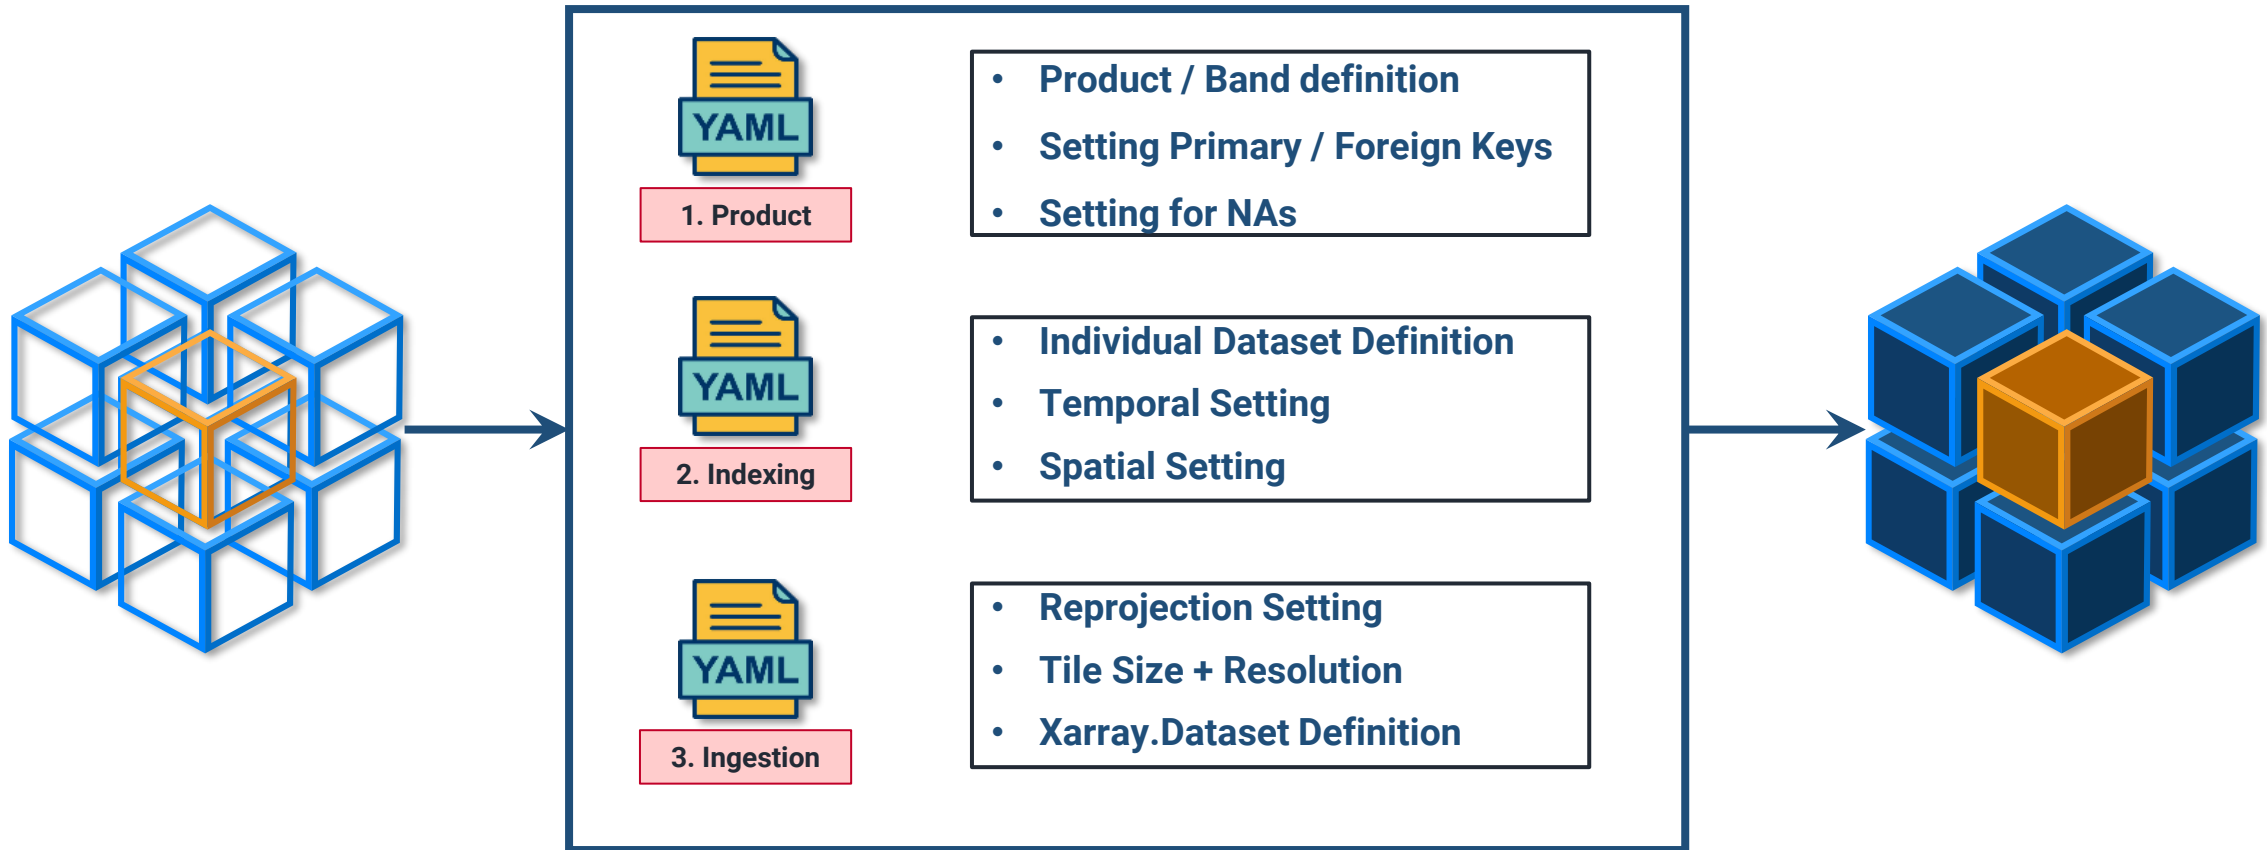 YAML
1. Product
• Product / Band definition
• Setting Primary / Foreign Keys
• Setting for NAs
YAML
2. Indexing
• Individual Dataset Definition
• Temporal Setting
• Spatial Setting
YAML
3. Ingestion
• Reprojection Setting
• Tile Size + Resolution
• Xarray.Dataset Definition